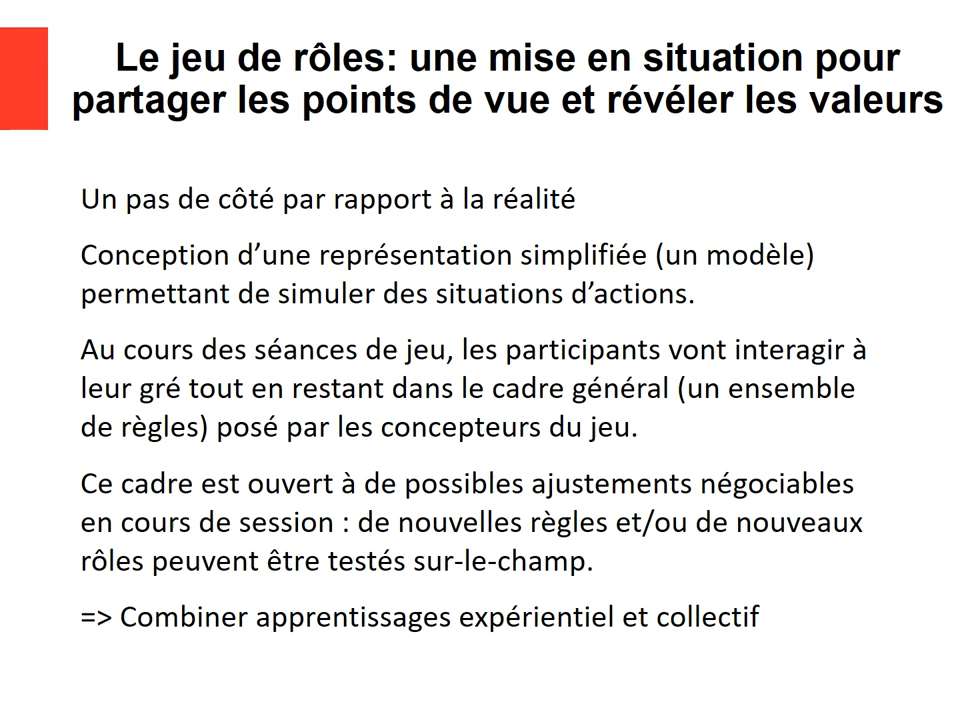 Le jeu de rôles: une mise en situation pour
partager les points de vue et révéler les valeurs
Un pas de côté par rapport à la réalité
Conception d’une représentation simplifiée (un modèle)
permettant de simuler des situations d’actions.
Au cours des séances de jeu, les participants vont interagir à
leur gré tout en restant dans le cadre général (un ensemble
de règles) posé par les concepteurs du jeu.
Ce cadre est ouvert à de possibles ajustements négociables
en cours de session : de nouvelles règles et/ou de nouveaux
rôles peuvent être testés sur-le-champ.
=> Combiner apprentissages expérientiel et collectif